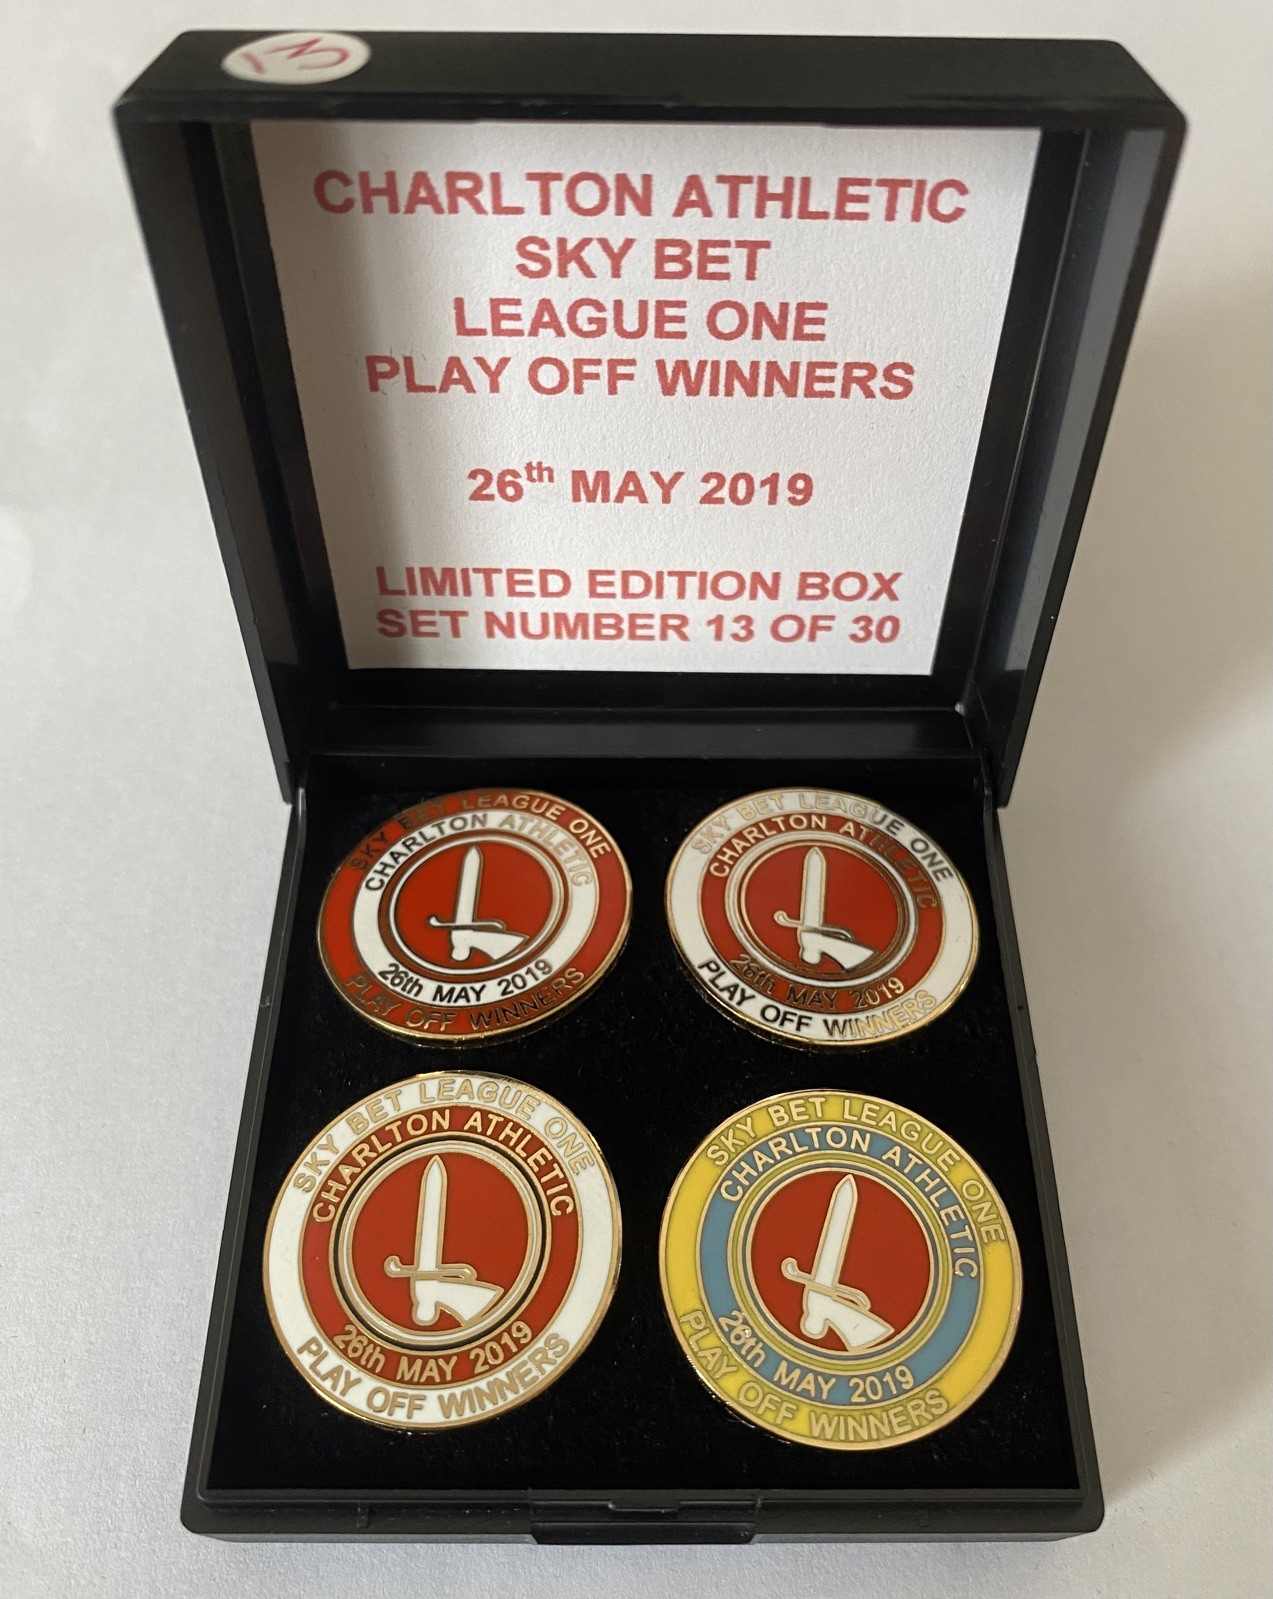 13
CHARLTON ATHLETIC
SKY BET
LEAGUE ONE
PLAY OFF WINNERS
26th MAY 2019
LIMITED EDITION BOX
SET NUMBER 13 OF 30
SKY BET LEAGUE ONE
CHARLTON ATHLETIC
26th MAY 2019
PLAY OFF WINNERS
SKY BET LEAGUE ONE
CHARLTON ATHLETIC
26th MAY 2019
PLAY OFF WINNERS
SKY BET LEAGUE ONE
CHARLTON ATHLETIC
26th MAY 2019
PLAY OFF WINNERS
SKY BET LEAGUE ONE
CHARLTON ATHLETIC
26th MAY 2019
PLAY OFF WINNERS